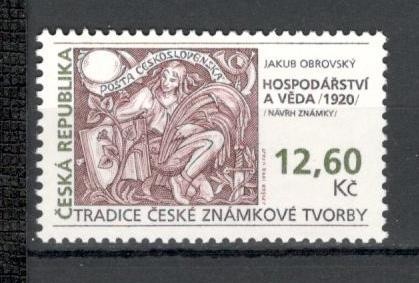 ČESKÁ REPUBLIKA
POŠTA ČESKOSLOVENSKÁ
JAKUB OBROVSKÝ
HOSPODÁŘSTVÍ
A VĚDA /1920/
/NÁVRH ZNÁMKY/
12,60
Kč
TRADICE ČESKÉ ZNÁMKOVÉ TVORBY